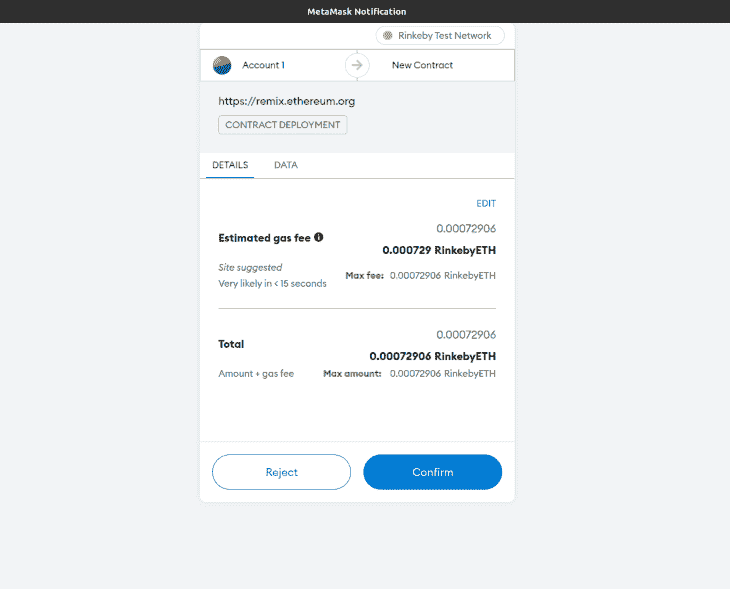 MetaMask Notification
Rinkeby Test Network
Account 1
New Contract
https://remix.ethereum.org
CONTRACT DEPLOYMENT
DETAILS
DATA
EDIT
0.00072906
Estimated gas fee
0.000729 RinkebyETH
Site suggested
Max fee: 0.00072906 RinkebyETH
Very likely in < 15 seconds
0.00072906
Total
0.00072906 RinkebyETH
Amount + gas fee Max amount: 0.00072906 RinkebyETH
Reject
Confirm